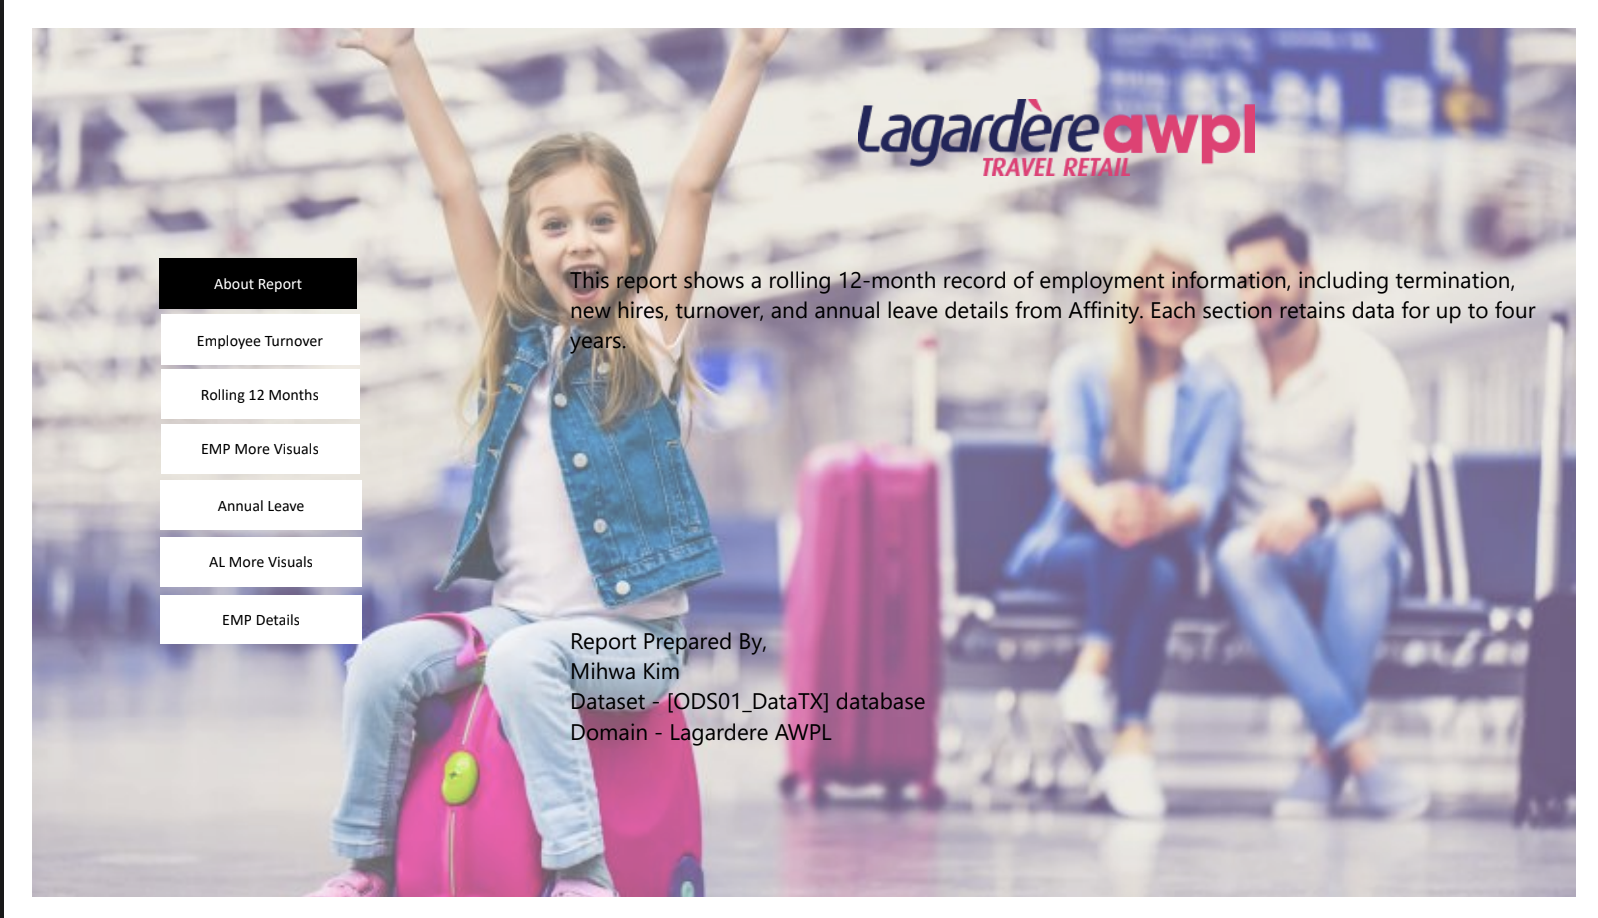 Lagardère awpl
TRAVEL RETAIL
About Report
Employee Turnover
Rolling 12 Months
EMP More Visuals
Annual Leave
AL More Visuals
EMP Details
This report shows a rolling 12-month record of employment information, including termination,
new hires, turnover, and annual leave details from Affinity. Each section retains data for up to four
years.
Report Prepared By,
Mihwa Kim
Dataset - [ODS01_DataTX] database
Domain - Lagardere AWPL